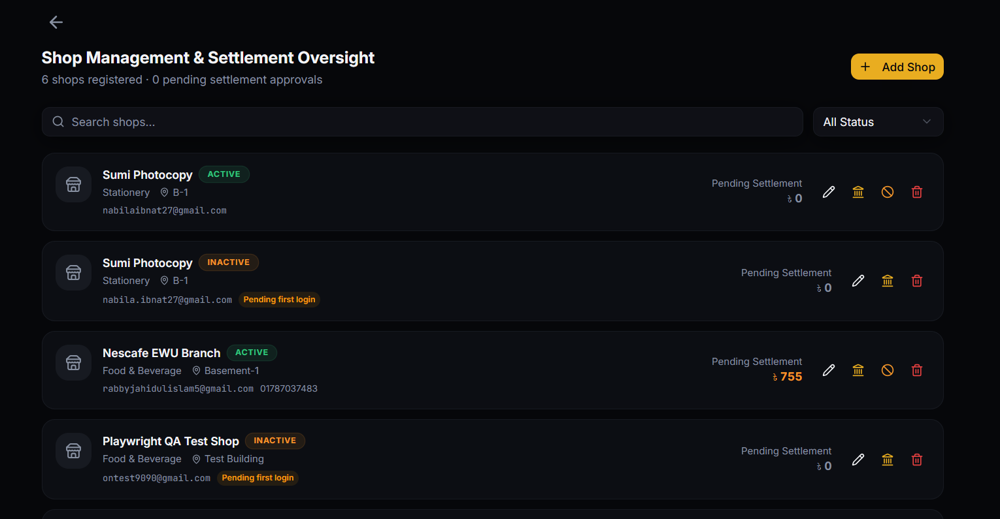 Shop Management & Settlement Oversight
6 shops registered · 0 pending settlement approvals
+ Add Shop
Search shops...
All Status
Sumi Photocopy ACTIVE
Stationery B-1
nabilaibnat27@gmail.com
Pending Settlement
৳ 0
Sumi Photocopy INACTIVE
Stationery B-1
nabila.ibnat27@gmail.com Pending first login
Pending Settlement
৳ 0
Nescafe EWU Branch ACTIVE
Food & Beverage Basement-1
rabbyjahidulislam5@gmail.com 01787037483
Pending Settlement
৳ 755
Playwright QA Test Shop INACTIVE
Food & Beverage Test Building
ontest9090@gmail.com Pending first login
Pending Settlement
৳ 0